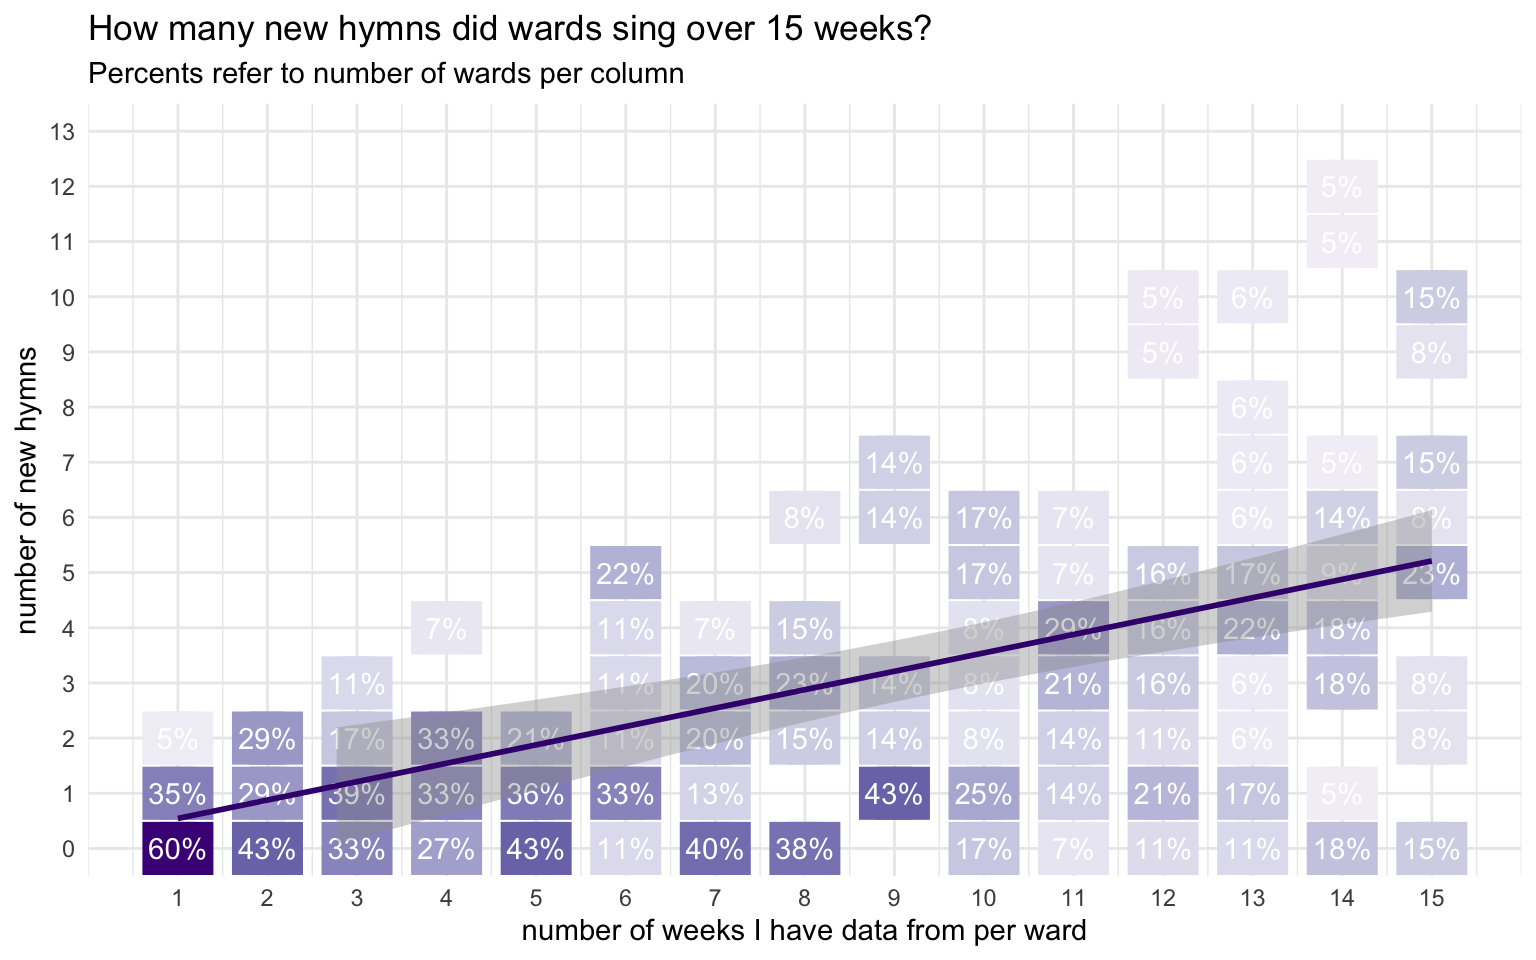 How many new hymns did wards sing over 15 weeks?
Percents refer to number of wards per column
number of new hymns
13
12 5%
11 5%
10 5% 6% 15%
9 5% 8%
8 6%
7 14% 6% 5% 15%
6 8% 14% 17% 7% 6% 14% 8%
5 22% 17% 7% 16% 17% 9% 23%
4 7% 11% 7% 15% 8% 29% 16% 22% 18%
3 11% 11% 20% 23% 14% 8% 21% 16% 6% 18% 8%
2 5% 29% 17% 33% 21% 11% 20% 15% 14% 8% 14% 11% 6% 8%
1 35% 29% 39% 33% 36% 33% 13% 43% 25% 14% 21% 17% 5%
0 60% 43% 33% 27% 43% 11% 40% 38% 17% 7% 11% 11% 18% 15%
1 2 3 4 5 6 7 8 9 10 11 12 13 14 15
number of weeks I have data from per ward